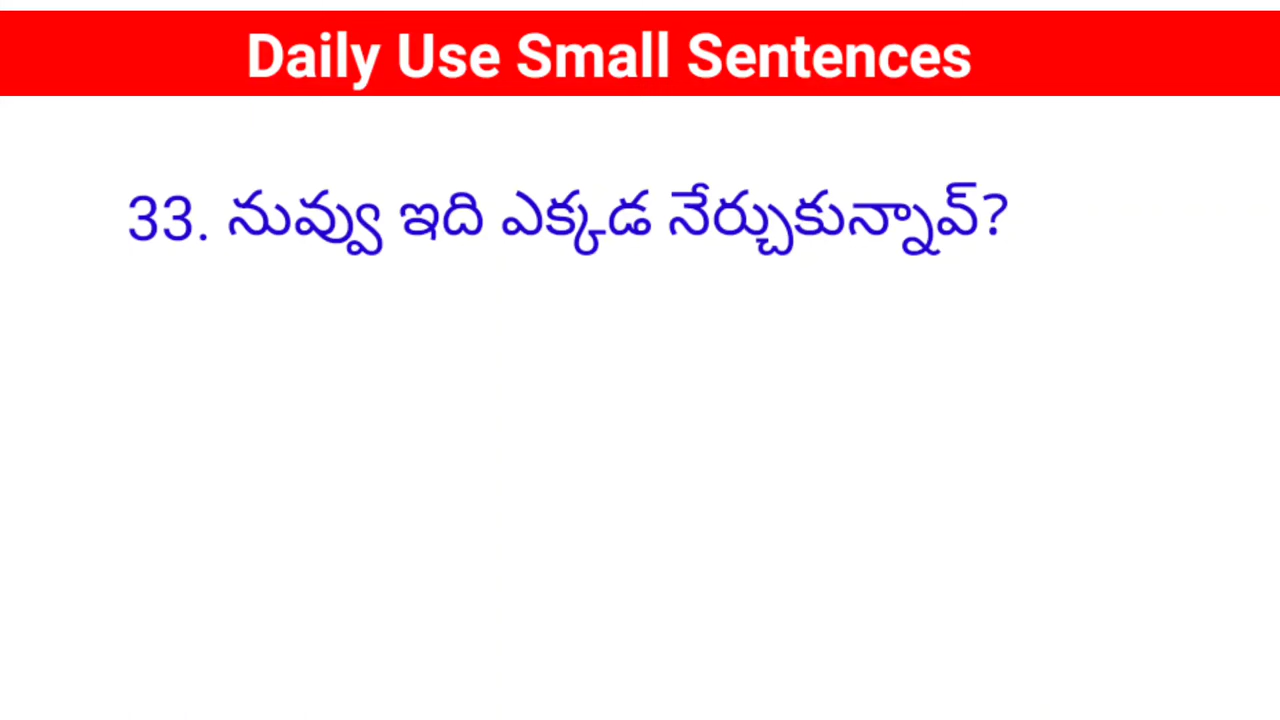 Daily Use Small Sentences
33. నువ్వు ఇది ఎక్కడ నేర్చుకున్నావ్?